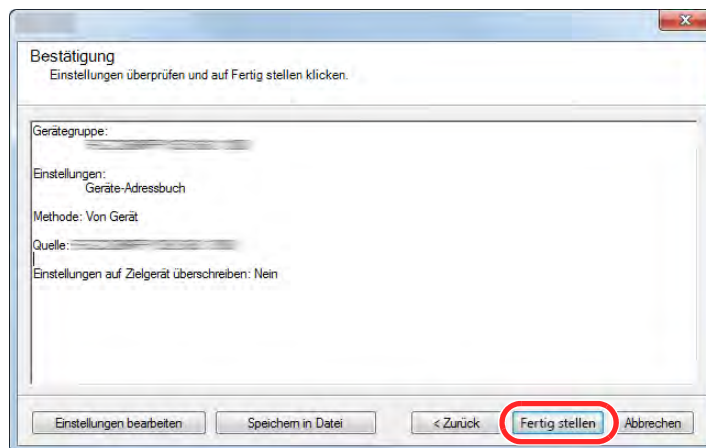 Bestätigung
Einstellungen überprüfen und auf Fertig stellen klicken.
Gerätegruppe:
Einstellungen:
Geräte-Adressbuch
Methode: Von Gerät
Quelle:
Einstellungen auf Zielgerät überschreiben: Nein
Einstellungen bearbeiten
Speichern in Datei
< Zurück
Fertig stellen
Abbrechen